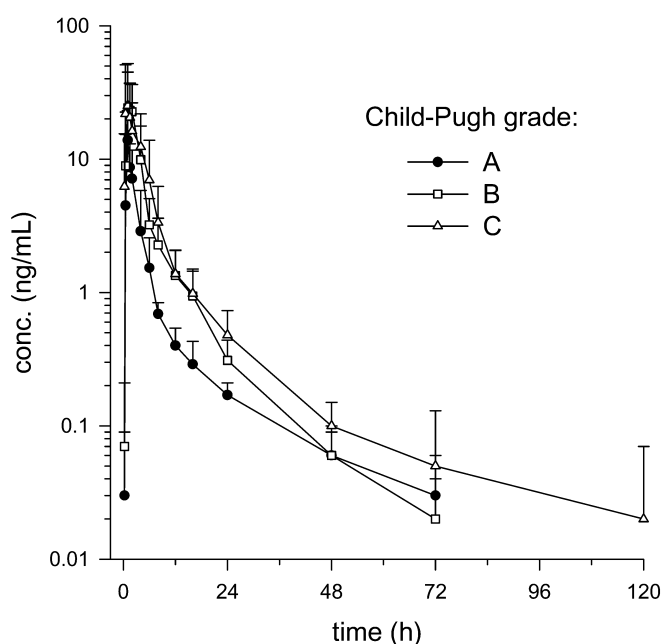 100
10
1
0.1
0.01
conc. (ng/mL)
Child-Pugh grade:
A
B
C
0 24 48 72 96 120
time (h)